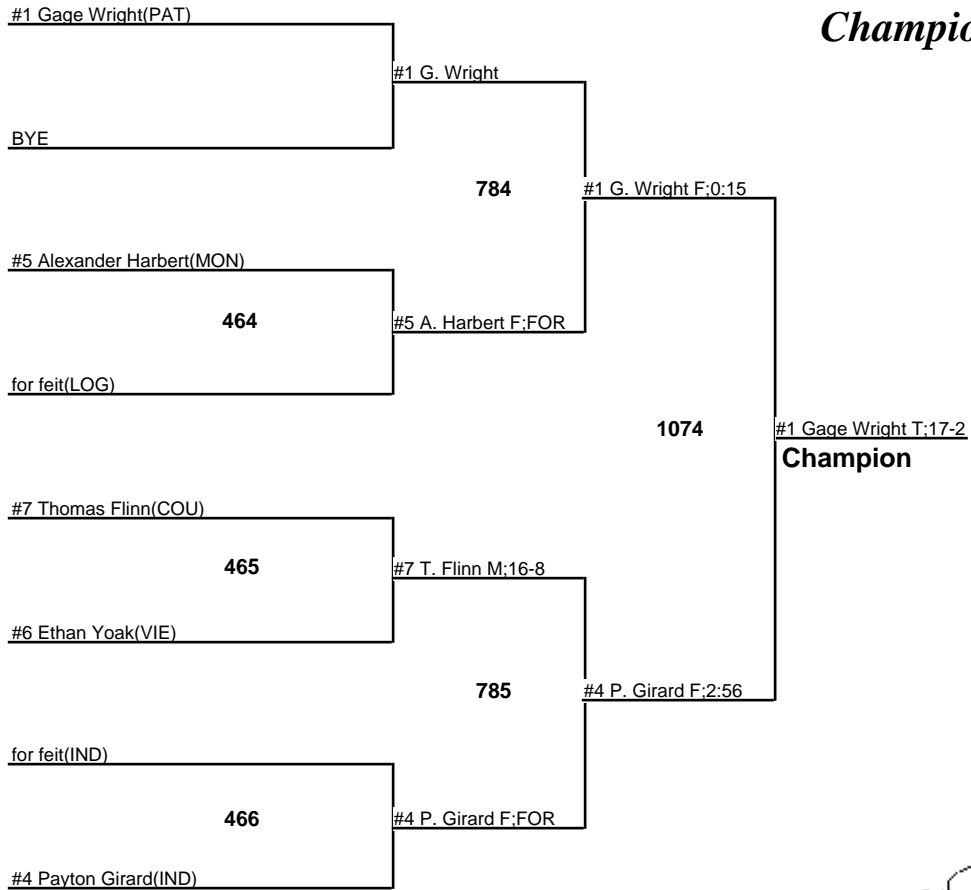 #1 Gage Wright(PAT)
#1 G. Wright
BYE
784
#1 G. Wright F;0:15
#5 Alexander Harbert(MON)
464
#5 A. Harbert F;FOR
for feit(LOG)
1074
#1 Gage Wright T;17-2
Champion
#7 Thomas Flinn(COU)
465
#7 T. Flinn M;16-8
#6 Ethan Yoak(VIE)
785
#4 P. Girard F;2:56
for feit(IND)
466
#4 P. Girard F;FOR
#4 Payton Girard(IND)